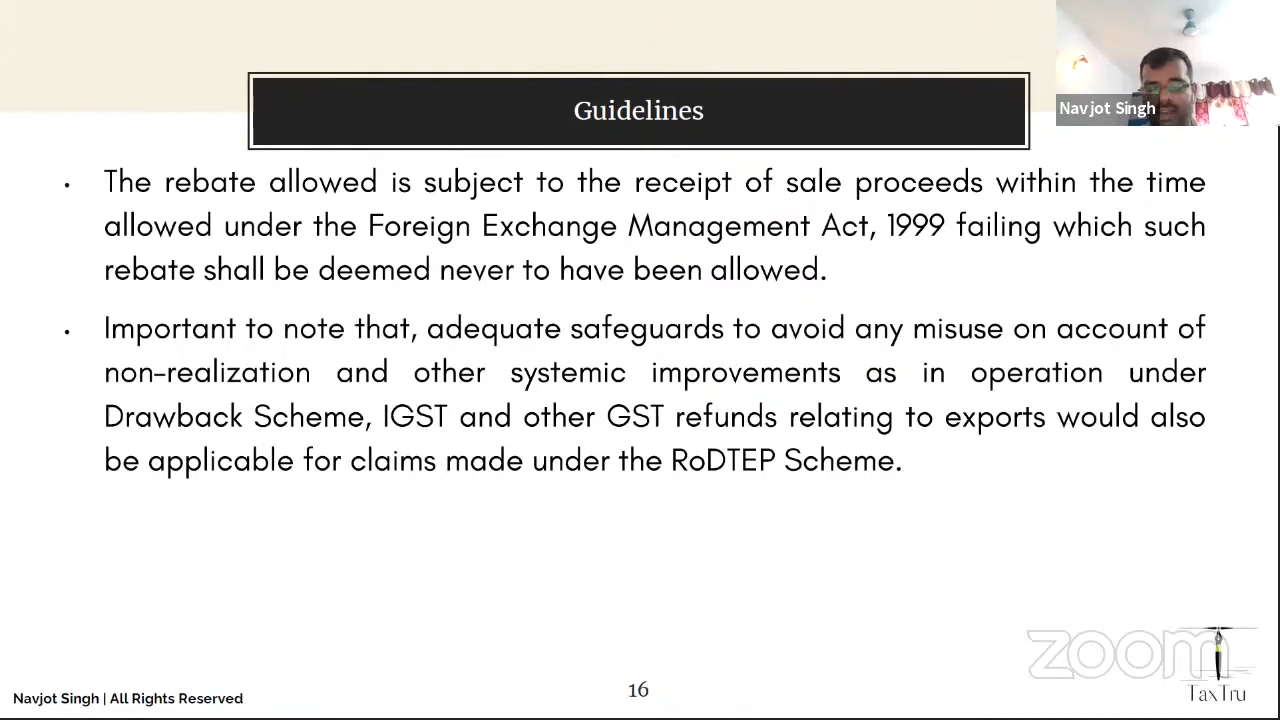 Guidelines
Navjot Singh
• The rebate allowed is subject to the receipt of sale proceeds within the time
allowed under the Foreign Exchange Management Act, 1999 failing which such
rebate shall be deemed never to have been allowed.
• Important to note that, adequate safeguards to avoid any misuse on account of
non-realization and other systemic improvements as in operation under
Drawback Scheme, IGST and other GST refunds relating to exports would also
be applicable for claims made under the RoDTEP Scheme.
zoom
Navjot Singh | All Rights Reserved
16
TaxTru